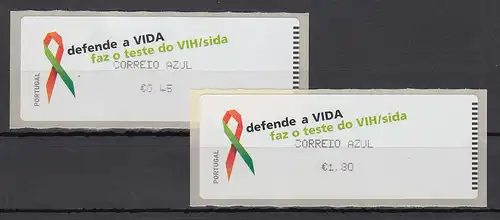 defende a VIDA
faz o teste do VIH/sida
CORREIO AZUL
€0.45
PORTUGAL
defende a VIDA
faz o teste do VIH/sida
CORREIO AZUL
€1.80
PORTUGAL